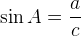 sin A = a/c